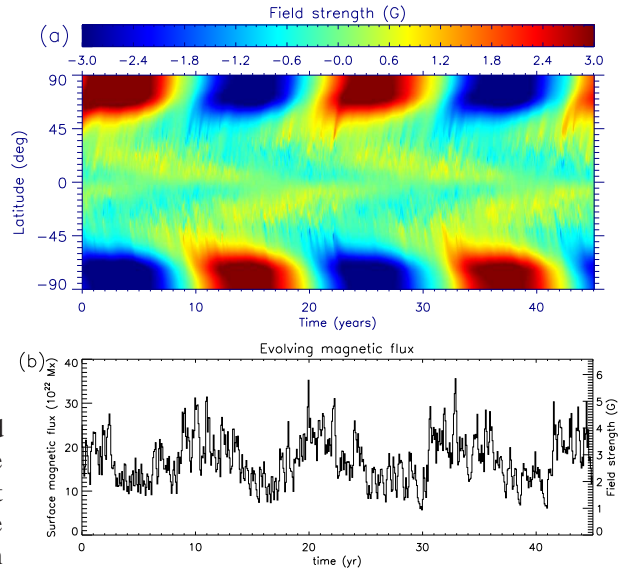 Field strength (G)
(a)
-3.0 -2.4 -1.8 -1.2 -0.6 -0.0 0.6 1.2 1.8 2.4 3.0
90
45
0
-45
-90
Latitude (deg)
0 10 20 30 40
Time (years)
(b)
Evolving magnetic flux
40
30
20
10
0
Surface magnetic flux (10²² Mx)
6
5
4
3
2
1
0
Field strength (G)
0 10 20 30 40
time (yr)